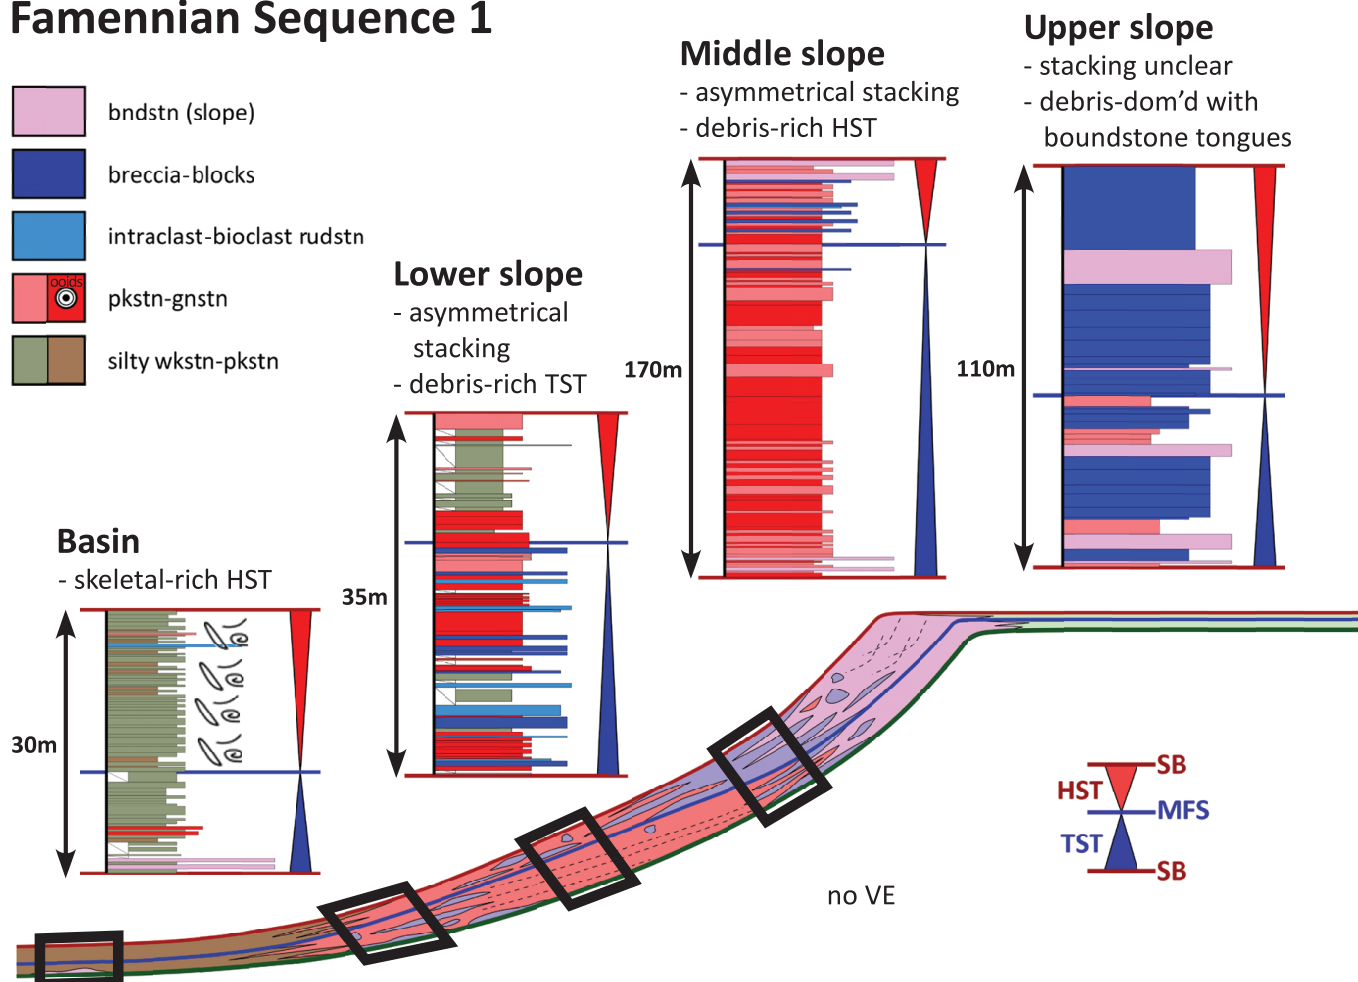 Famennian Sequence 1
bndstn (slope)
breccia-blocks
intraclast-bioclast rudstn
ooids
pkstn-gnstn
silty wkstn-pkstn
Basin
- skeletal-rich HST
30m
Lower slope
- asymmetrical
stacking
- debris-rich TST
35m
Middle slope
- asymmetrical stacking
- debris-rich HST
170m
Upper slope
- stacking unclear
- debris-dom'd with
boundstone tongues
110m
no VE
SB
HST
MFS
TST
SB